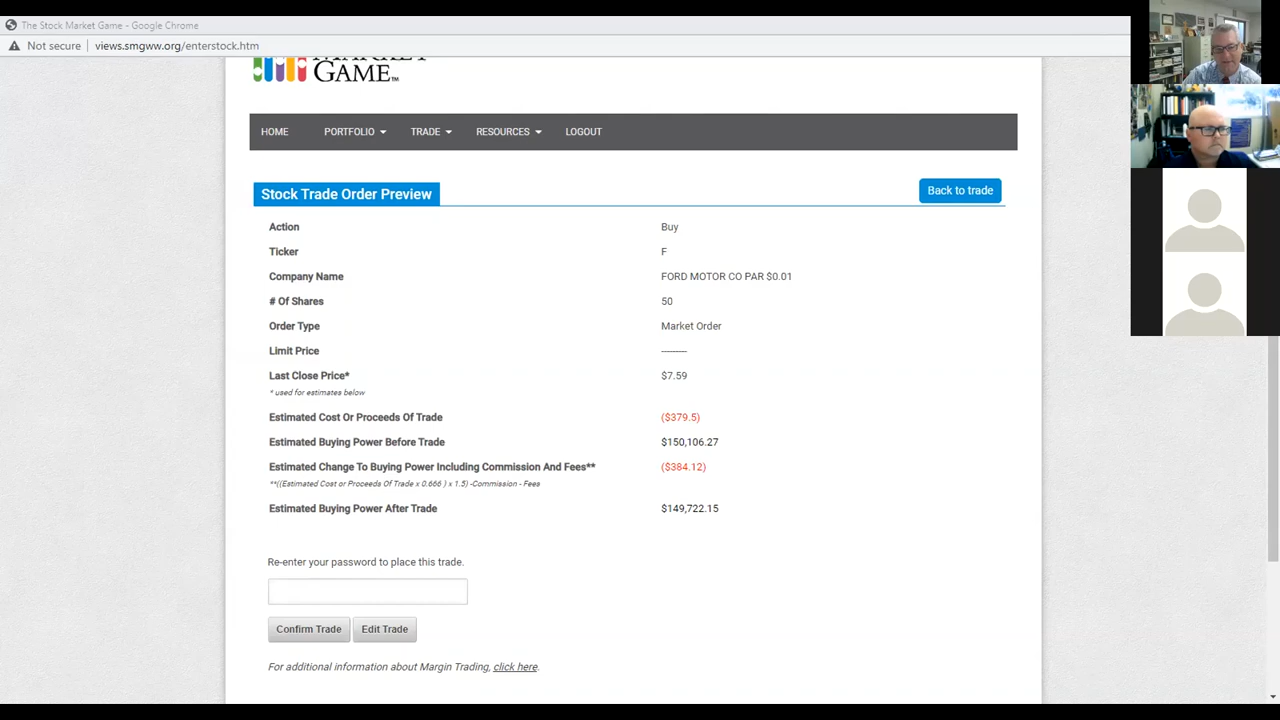 The Stock Market Game - Google Chrome
Not secure | views.smgww.org/enterstock.htm
MARKET
GAME™
HOME PORTFOLIO TRADE RESOURCES LOGOUT
Stock Trade Order Preview Back to trade
Action Buy
Ticker F
Company Name FORD MOTOR CO PAR $0.01
# Of Shares 50
Order Type Market Order
Limit Price ---------
Last Close Price* $7.59
* used for estimates below
Estimated Cost Or Proceeds Of Trade ($379.5)
Estimated Buying Power Before Trade $150,106.27
Estimated Change To Buying Power Including Commission And Fees** ($384.12)
**((Estimated Cost or Proceeds Of Trade x 0.666 ) x 1.5) -Commission - Fees
Estimated Buying Power After Trade $149,722.15
Re-enter your password to place this trade.
Confirm Trade Edit Trade
For additional information about Margin Trading, click here.